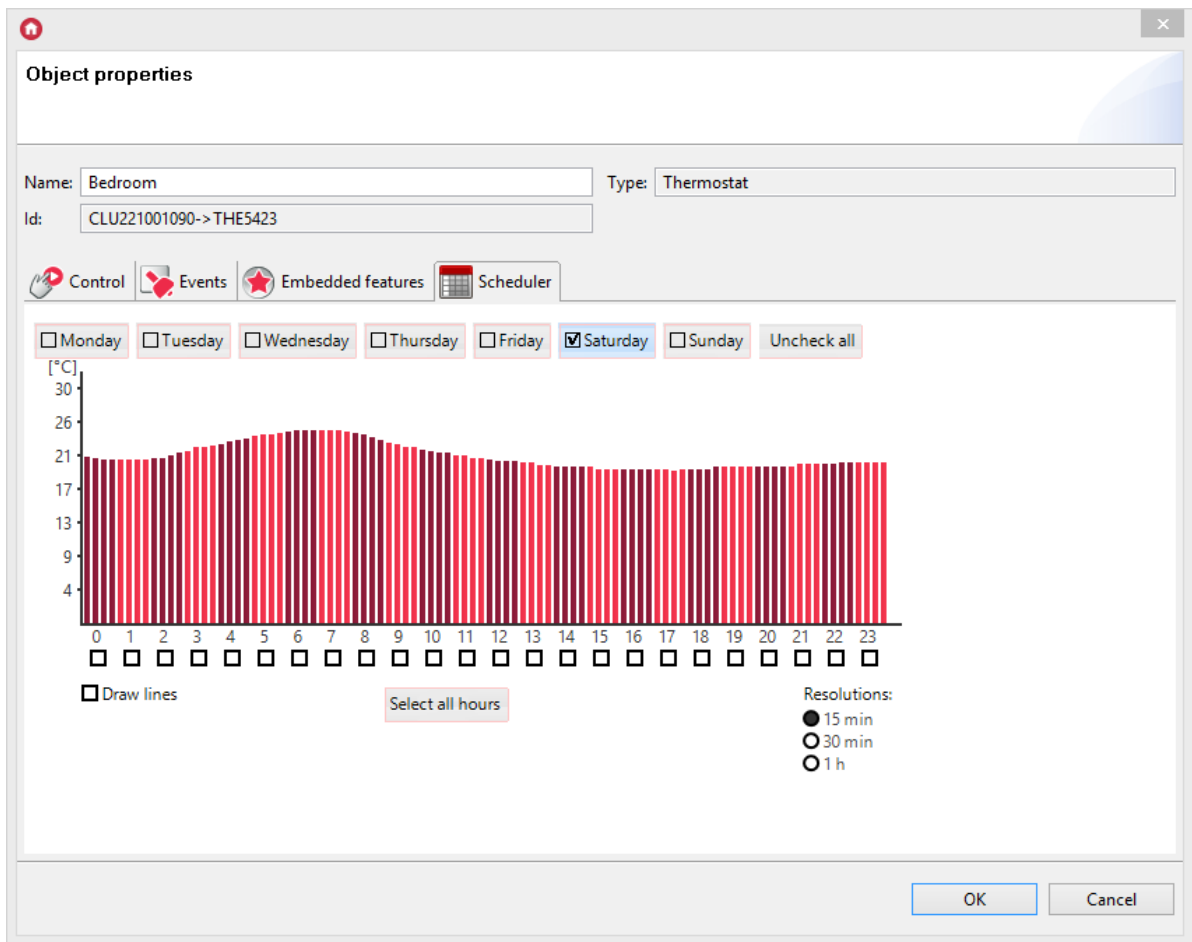 Object properties
Name: Bedroom Type: Thermostat
Id: CLU221001090->THE5423
Control Events Embedded features Scheduler
Monday Tuesday Wednesday Thursday Friday Saturday Sunday Uncheck all
[°C]
30
26
21
17
13
9
4
0 1 2 3 4 5 6 7 8 9 10 11 12 13 14 15 16 17 18 19 20 21 22 23
Draw lines Select all hours Resolutions:
15 min
30 min
1 h
OK Cancel